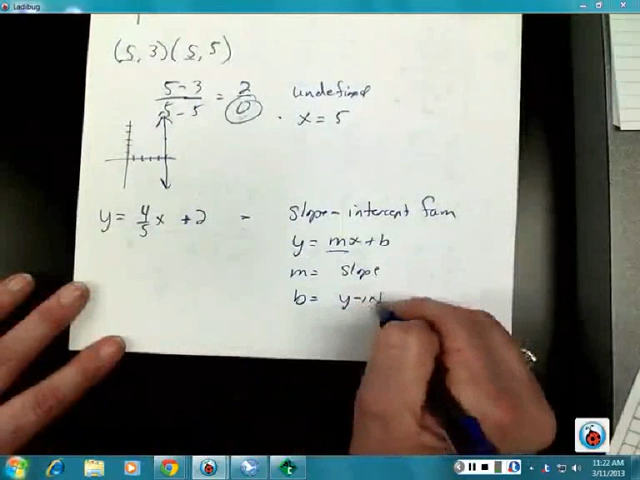 Ladibug
(5, 3) (5, 5)
5-3 / 5-5 = 2 / 0 undefined
· x = 5
y = 4/5 x + 2 - slope-intercept form
y = mx + b
m = slope
b = y-int
11:22 AM
3/11/2013